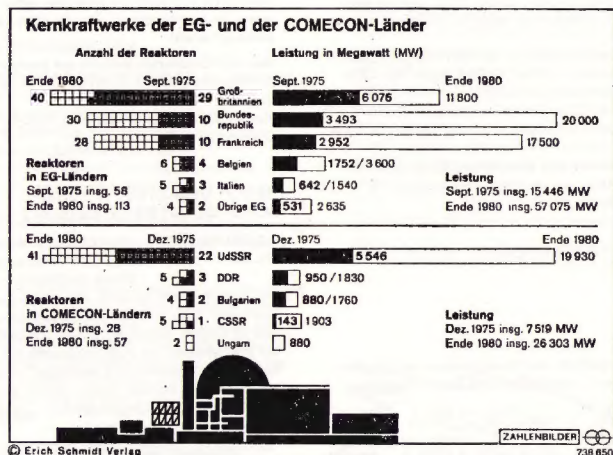 Kernkraftwerke der EG- und der COMECON-Länder
Anzahl der Reaktoren Leistung in Megawatt (MW)
Ende 1980 Sept. 1975 Sept. 1975 Ende 1980
40 29 Groß-britannien 6 076 11 800
30 10 Bundes-republik 3 493 20 000
28 10 Frankreich 2 952 17 500
6 4 Belgien 1752 / 3 600
5 3 Italien 642 / 1540
4 2 Übrige EG 531 2 635
Reaktoren
in EG-Ländern
Sept. 1975 insg. 58
Ende 1980 insg. 113
Leistung
Sept. 1975 insg. 15 446 MW
Ende 1980 insg. 57 075 MW
Ende 1980 Dez. 1975 Dez. 1975 Ende 1980
41 22 UdSSR 5 546 19 930
5 3 DDR 950 / 1830
4 2 Bulgarien 880 / 1760
5 1 CSSR 143 1 903
2 Ungarn 880
Reaktoren
in COMECON-Ländern
Dez. 1975 insg. 28
Ende 1980 insg. 57
Leistung
Dez. 1975 insg. 7 519 MW
Ende 1980 insg. 26 303 MW
ZAHLENBILDER
© Erich Schmidt Verlag 738 650